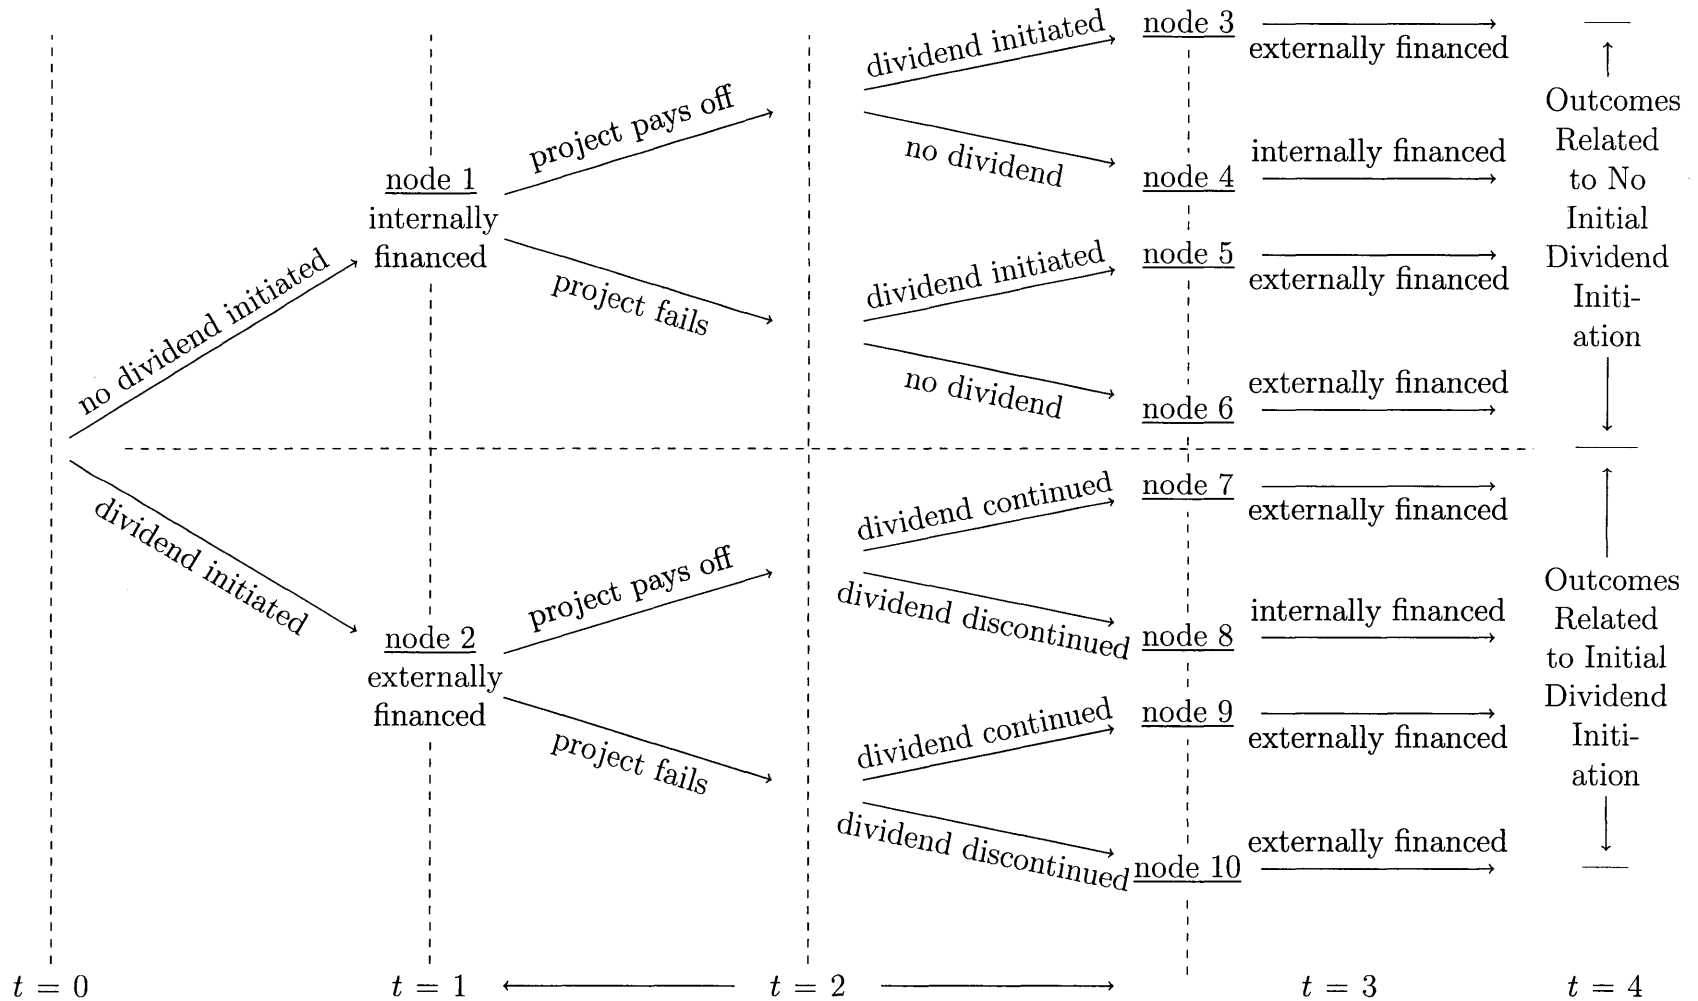 node 3
externally financed
dividend initiated
project pays off
no dividend
internally financed
node 4
node 1
internally
financed
no dividend initiated
project fails
dividend initiated
node 5
externally financed
no dividend
externally financed
node 6
Outcomes
Related
to No
Initial
Dividend
Initi-
ation
dividend initiated
node 2
externally
financed
project pays off
dividend continued
node 7
externally financed
dividend discontinued
internally financed
node 8
project fails
dividend continued
node 9
externally financed
dividend discontinued
externally financed
node 10
Outcomes
Related
to Initial
Dividend
Initi-
ation
t = 0
t = 1
t = 2
t = 3
t = 4